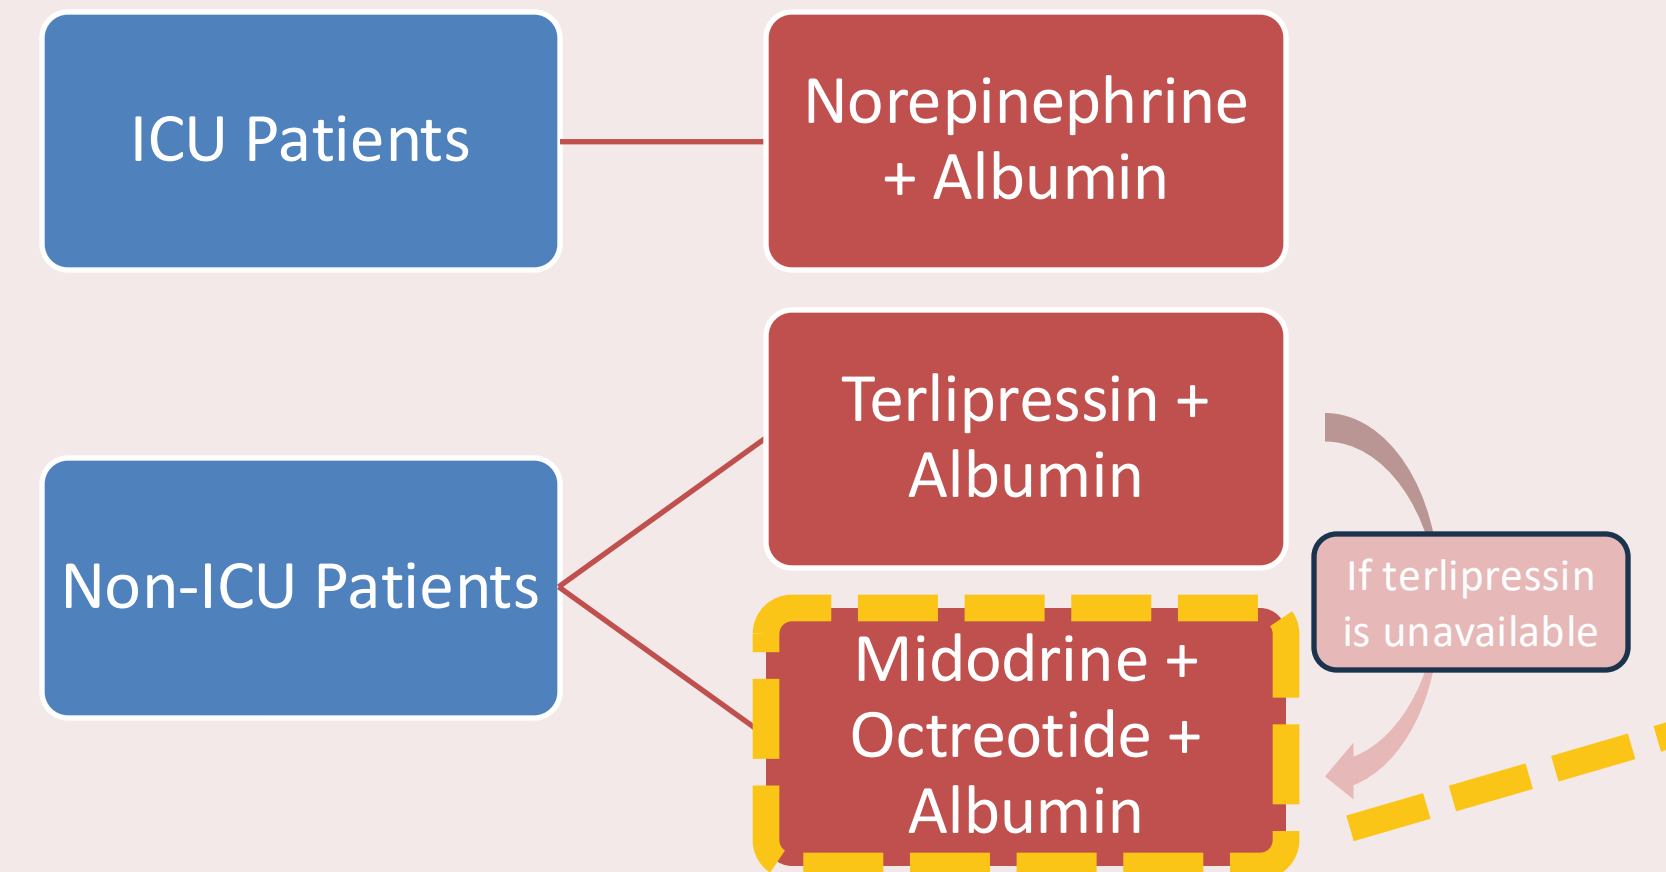 ICU Patients
Norepinephrine
+ Albumin
Terlipressin +
Albumin
Non-ICU Patients
If terlipressin
is unavailable
Midodrine +
Octreotide +
Albumin